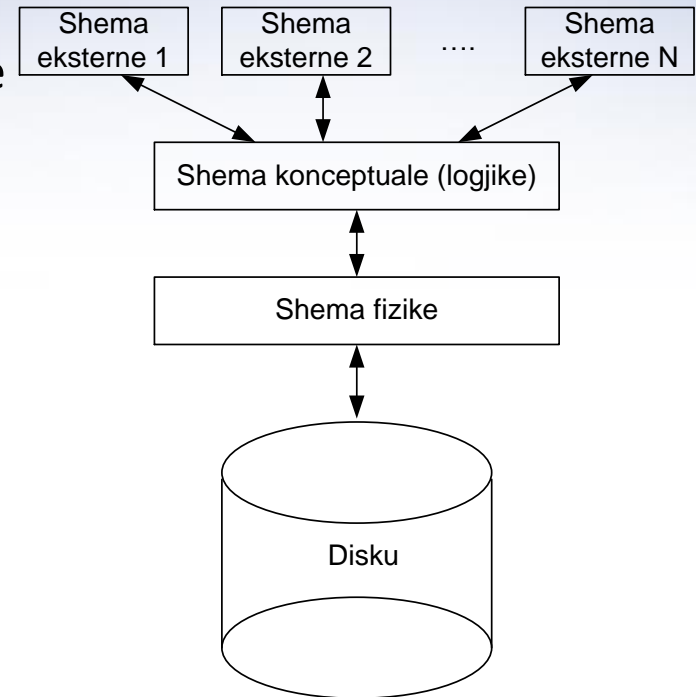 Shema
eksterne 1
Shema
eksterne 2
....
Shema
eksterne N
Shema konceptuale (logjike)
Shema fizike
Disku